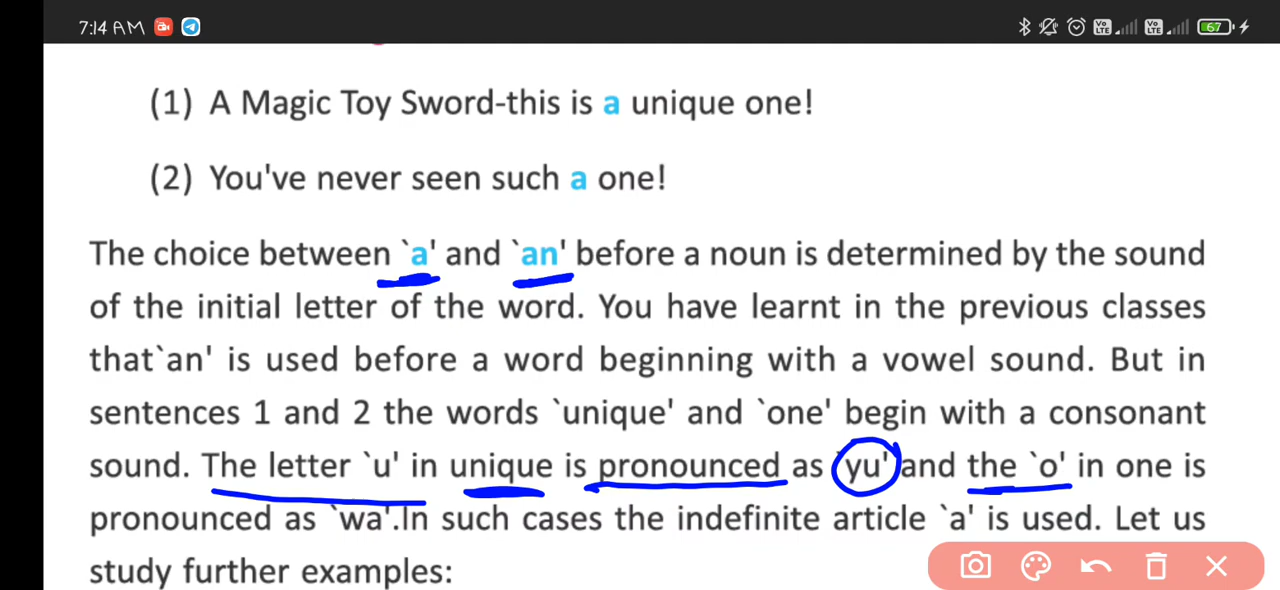 7:14 AM
Vo LTE Vo LTE 67
(1) A Magic Toy Sword-this is a unique one!
(2) You've never seen such a one!
The choice between `a' and `an' before a noun is determined by the sound
of the initial letter of the word. You have learnt in the previous classes
that`an' is used before a word beginning with a vowel sound. But in
sentences 1 and 2 the words `unique' and `one' begin with a consonant
sound. The letter `u' in unique is pronounced as `yu' and the `o' in one is
pronounced as `wa'.In such cases the indefinite article `a' is used. Let us
study further examples: